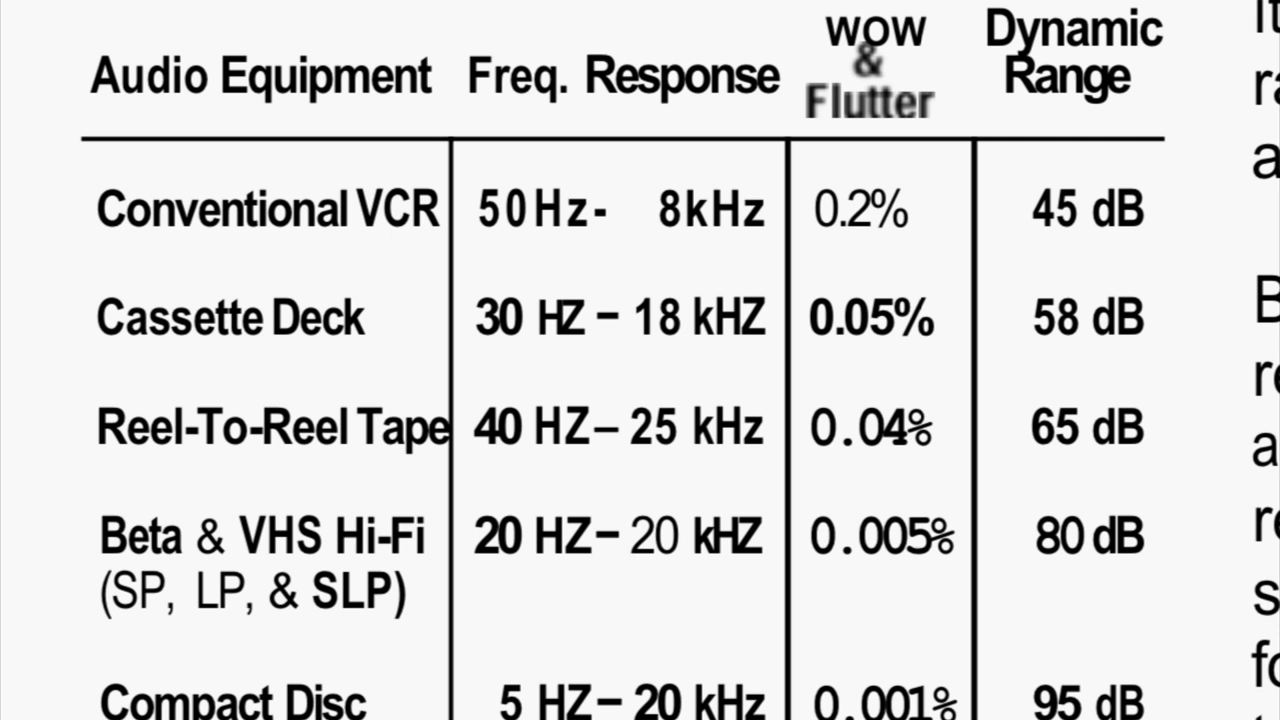 Audio Equipment Freq. Response wow & Flutter Dynamic Range
Conventional VCR 50Hz- 8kHz 0.2% 45 dB
Cassette Deck 30 HZ – 18 kHZ 0.05% 58 dB
Reel-To-Reel Tape 40 HZ– 25 kHz 0.04% 65 dB
Beta & VHS Hi-Fi 20 HZ– 20 kHZ 0.005% 80 dB
(SP, LP, & SLP)
Compact Disc 5 HZ– 20 kHz 0.001% 95 dB